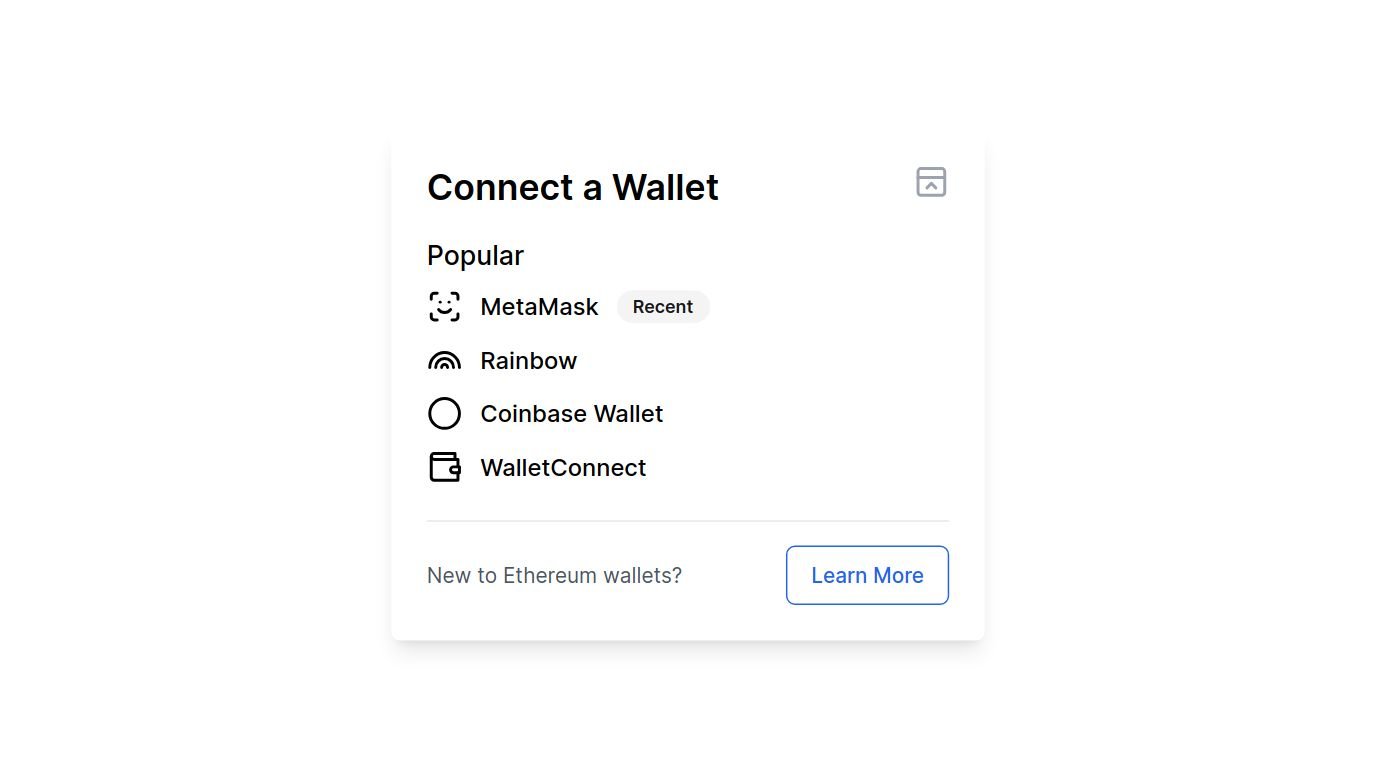 Connect a Wallet
Popular
MetaMask Recent
Rainbow
Coinbase Wallet
WalletConnect
New to Ethereum wallets? Learn More